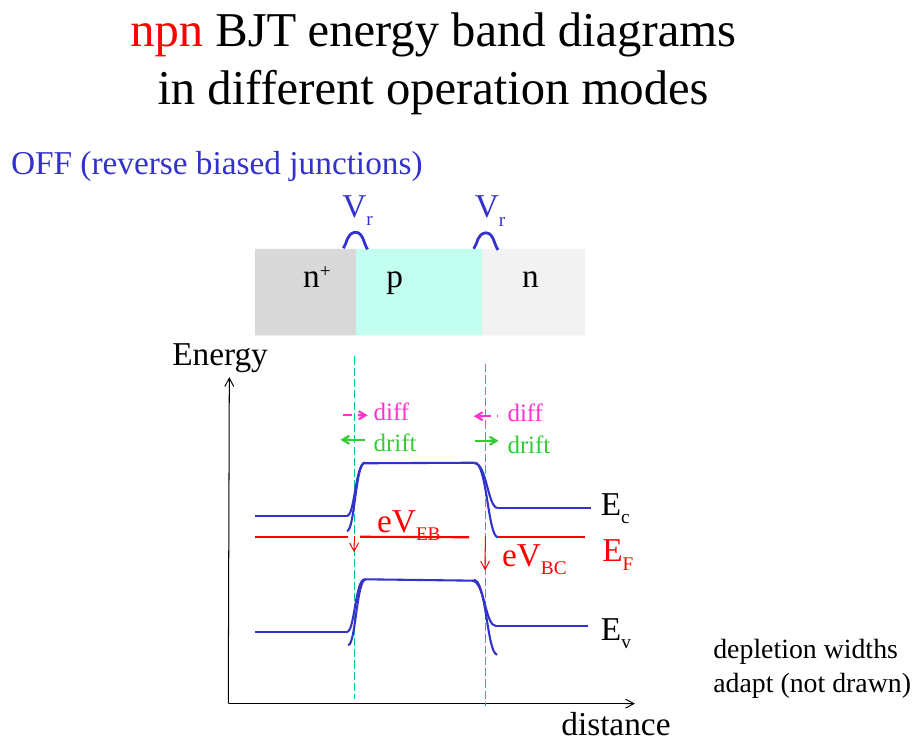 npn BJT energy band diagrams
in different operation modes
OFF (reverse biased junctions)
Vr Vr
n+ p n
Energy
diff diff
drift drift
Ec
eVEB
EF
eVBC
Ev
depletion widths
adapt (not drawn)
distance